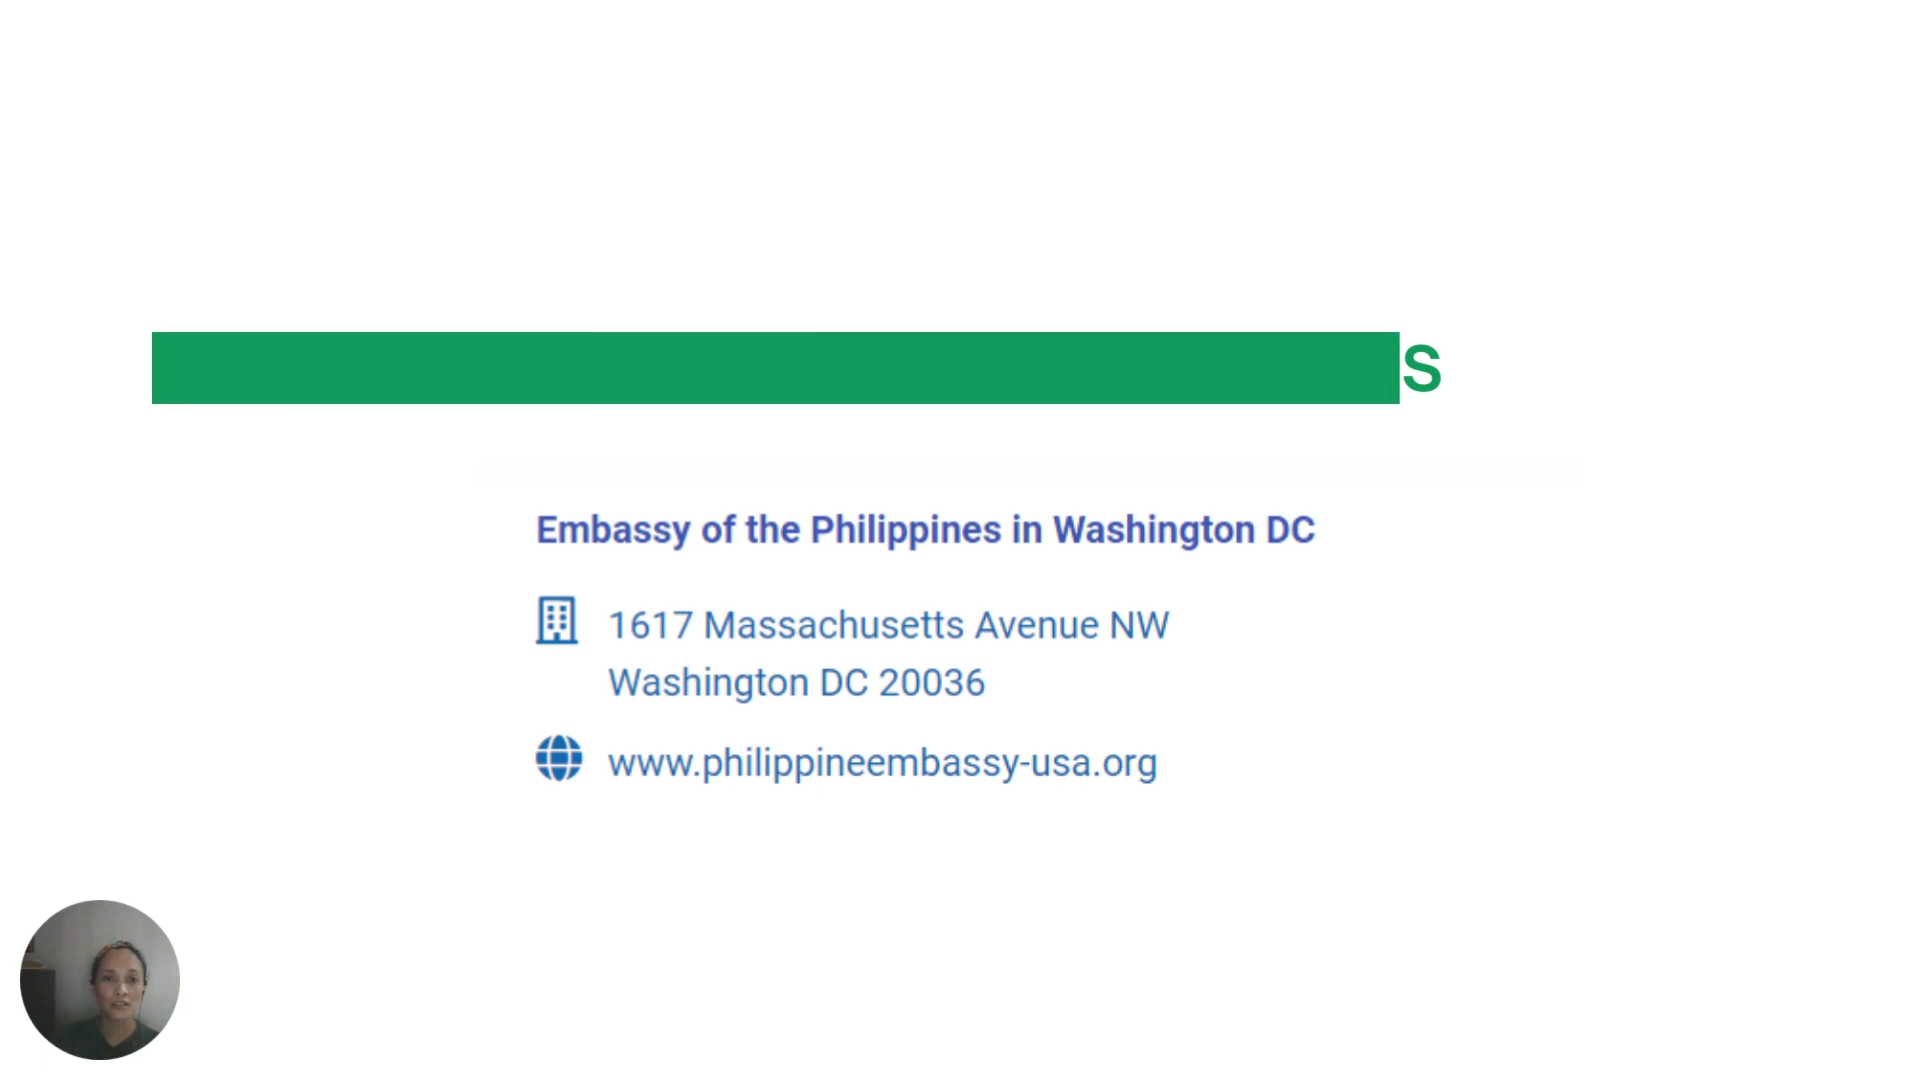 S
Embassy of the Philippines in Washington DC
1617 Massachusetts Avenue NW
Washington DC 20036
www.philippineembassy-usa.org